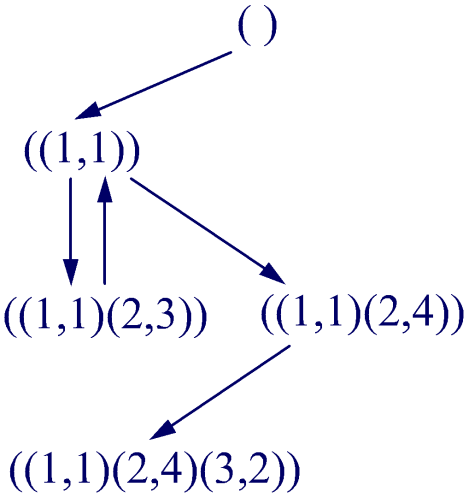 ( )
((1,1))
((1,1)(2,3)) ((1,1)(2,4))
((1,1)(2,4)(3,2))